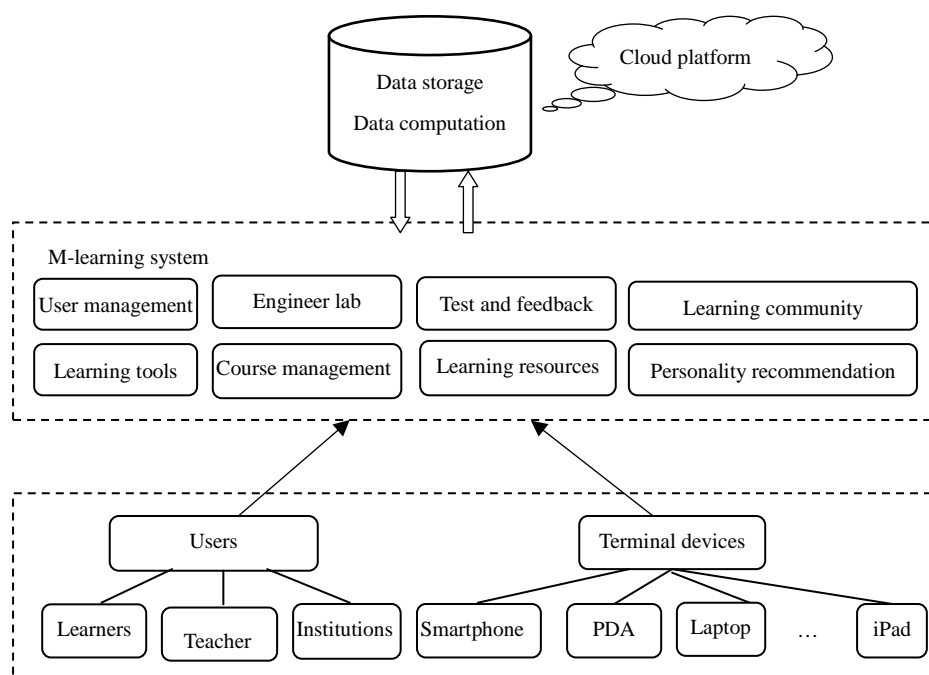 Cloud platform
Data storage
Data computation
M-learning system
User management
Engineer lab
Test and feedback
Learning community
Learning tools
Course management
Learning resources
Personality recommendation
Users
Terminal devices
Learners
Teacher
Institutions
Smartphone
PDA
Laptop
…
iPad